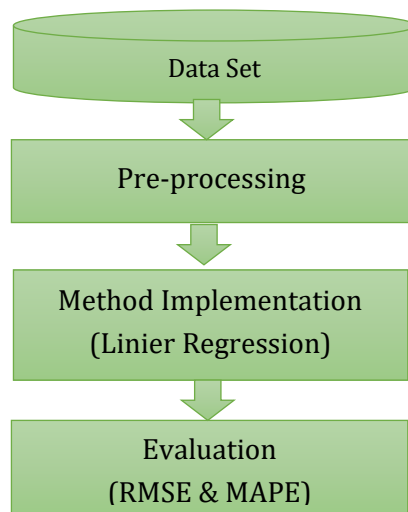 Data Set
Pre-processing
Method Implementation
(Linier Regression)
Evaluation
(RMSE & MAPE)